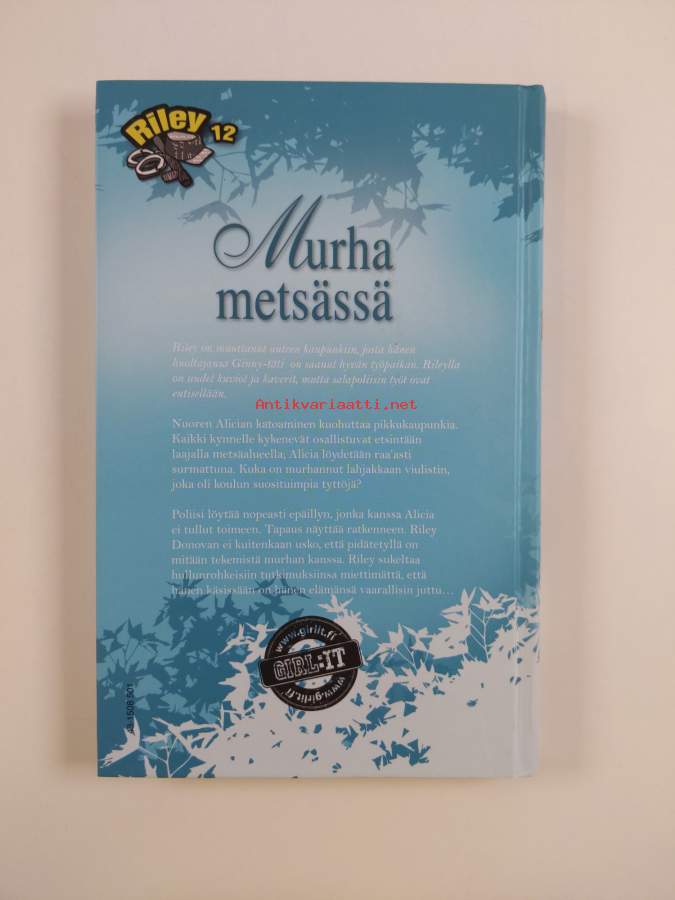 Riley 12
Murha
metsässä
Riley on muuttanut uuteen kaupunkiin, josta hänen
huoltajansa Ginny-täti on saanut hyvän työpaikan. Rileyllä
on uudet kuviot ja kaverit, mutta salapoliisin työt ovat
entisellään.
Antikvariaatti.net
Nuoren Alician katoaminen kuohuttaa pikkukaupunkia.
Kaikki kynnelle kykenevät osallistuvat etsintään
laajalla metsäalueella; Alicia löydetään raa'asti
surmattuna. Kuka on murhannut lahjakkaan viulistin,
joka oli koulun suosituimpia tyttöjä?
Poliisi löytää nopeasti epäillyn, jonka kanssa Alicia
ei tullut toimeen. Tapaus näyttää ratkenneen. Riley
Donovan ei kuitenkaan usko, että pidätetyllä on
mitään tekemistä murhan kanssa. Riley sukeltaa
hullunrohkeisiin tutkimuksiinsa miettimättä, että
hänen käsissään on hänen elämänsä vaarallisin juttu…
www.girlit.fi
GIRL:IT
www.girlit.fi